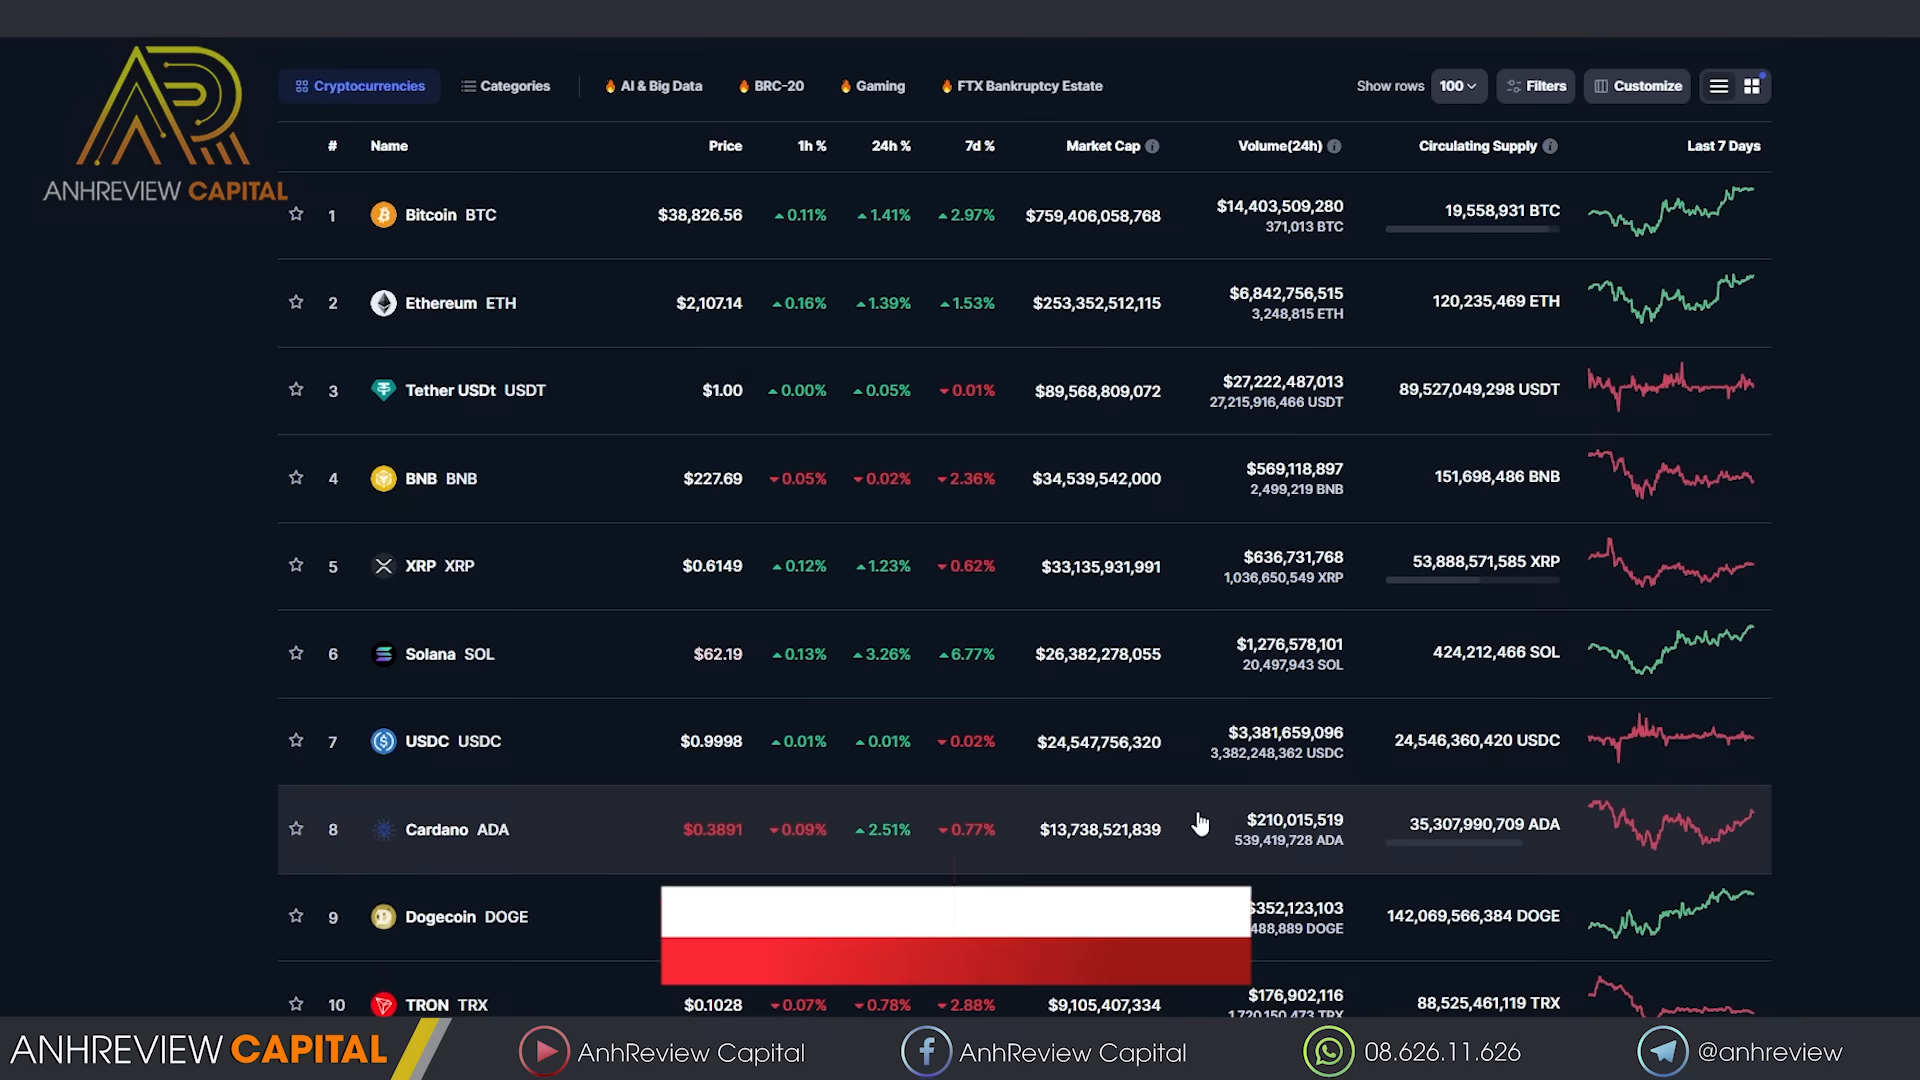 ANHREVIEW CAPITAL
Cryptocurrencies Categories AI & Big Data BRC-20 Gaming FTX Bankruptcy Estate Show rows 100 Filters Customize
# Name Price 1h % 24h % 7d % Market Cap Volume(24h) Circulating Supply Last 7 Days
1 Bitcoin BTC $38,826.56 0.11% 1.41% 2.97% $759,406,058,768 $14,403,509,280 19,558,931 BTC
371,013 BTC
2 Ethereum ETH $2,107.14 0.16% 1.39% 1.53% $253,352,512,115 $6,842,756,515 120,235,469 ETH
3,248,815 ETH
3 Tether USDt USDT $1.00 0.00% 0.05% 0.01% $89,568,809,072 $27,222,487,013 89,527,049,298 USDT
27,215,916,466 USDT
4 BNB BNB $227.69 0.05% 0.02% 2.36% $34,539,542,000 $569,118,897 151,698,486 BNB
2,499,219 BNB
5 XRP XRP $0.6149 0.12% 1.23% 0.62% $33,135,931,991 $636,731,768 53,888,571,585 XRP
1,036,650,549 XRP
6 Solana SOL $62.19 0.13% 3.26% 6.77% $26,382,278,055 $1,276,578,101 424,212,466 SOL
20,497,943 SOL
7 USDC USDC $0.9998 0.01% 0.01% 0.02% $24,547,756,320 $3,381,659,096 24,546,360,420 USDC
3,382,248,362 USDC
8 Cardano ADA $0.3891 0.09% 2.51% 0.77% $13,738,521,839 $210,015,519 35,307,990,709 ADA
539,419,728 ADA
9 Dogecoin DOGE $352,123,103 142,069,566,384 DOGE
488,889 DOGE
10 TRON TRX $0.1028 0.07% 0.78% 2.88% $9,105,407,334 $176,902,116 88,525,461,119 TRX
1,720,150,473 TRX
ANHREVIEW CAPITAL AnhReview Capital AnhReview Capital 08.626.11.626 @anhreview